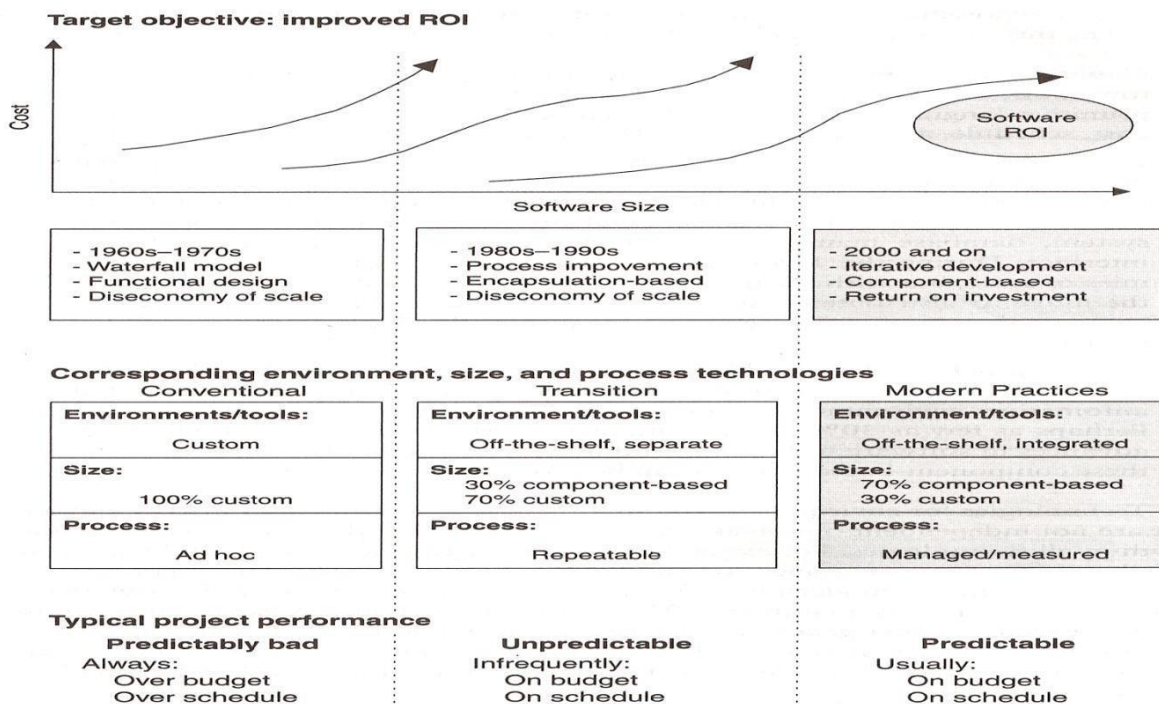 Target objective: improved ROI
Cost
Software
ROI
Software Size
- 1960s–1970s
- Waterfall model
- Functional design
- Diseconomy of scale
- 1980s–1990s
- Process impovement
- Encapsulation-based
- Diseconomy of scale
- 2000 and on
- Iterative development
- Component-based
- Return on investment
Corresponding environment, size, and process technologies
Conventional
Environments/tools:
Custom
Size:
100% custom
Process:
Ad hoc
Transition
Environment/tools:
Off-the-shelf, separate
Size:
30% component-based
70% custom
Process:
Repeatable
Modern Practices
Environment/tools:
Off-the-shelf, integrated
Size:
70% component-based
30% custom
Process:
Managed/measured
Typical project performance
Predictably bad
Always:
Over budget
Over schedule
Unpredictable
Infrequently:
On budget
On schedule
Predictable
Usually:
On budget
On schedule